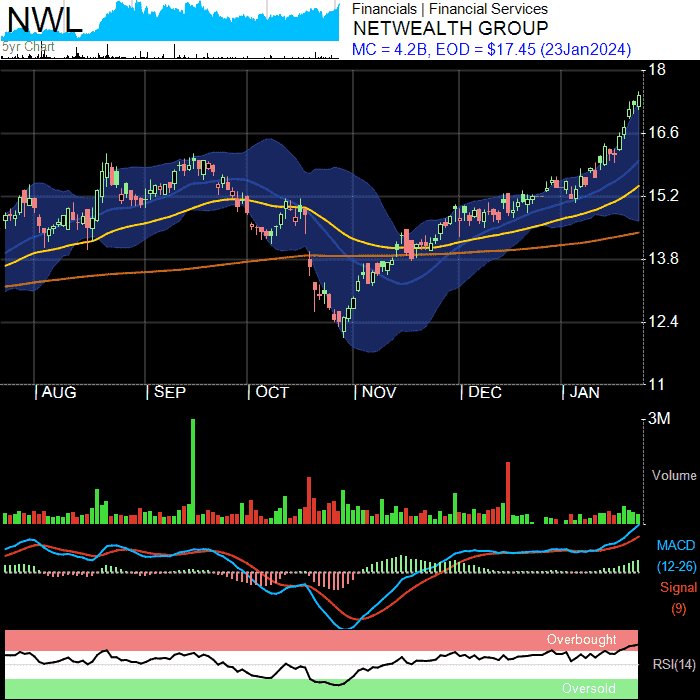 NWL
5yr Chart
Financials | Financial Services
NETWEALTH GROUP
MC = 4.2B, EOD = $17.45 (23Jan2024)
18
16.6
15.2
13.8
12.4
11
| AUG | SEP | OCT | NOV | DEC | JAN
3M
Volume
MACD
(12-26)
Signal
(9)
Overbought
RSI(14)
Oversold